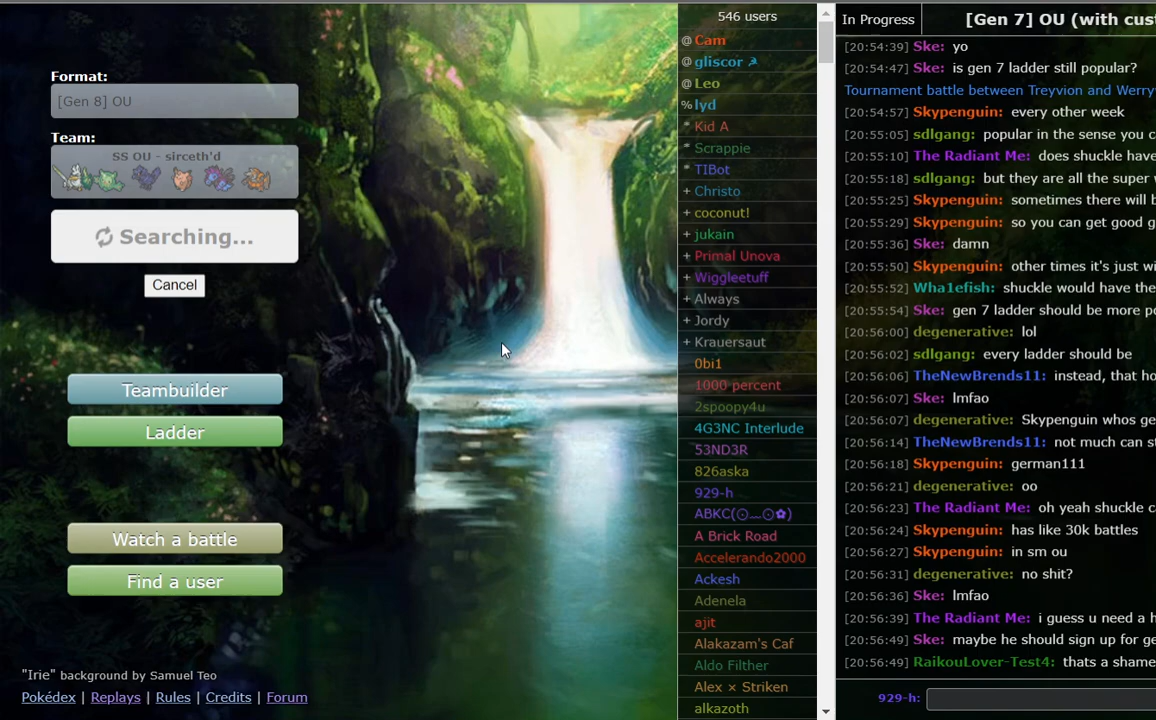 Format:
[Gen 8] OU
Team:
SS OU - sirceth'd
Searching...
Cancel
Teambuilder
Ladder
Watch a battle
Find a user
"Irie" background by Samuel Teo
Pokédex | Replays | Rules | Credits | Forum
546 users
@ Cam
@ gliscor ☭
@ Leo
% lyd
* Kid A
* Scrappie
* TIBot
+ Christo
+ coconut!
+ jukain
+ Primal Unova
+ Wiggleetuff
+ Always
+ Jordy
+ Krauersaut
0bi1
1000 percent
2spoopy4u
4G3NC Interlude
53ND3R
826aska
929-h
ABKC(⊙﹏⊙✿)
A Brick Road
Accelerando2000
Ackesh
Adenela
ajit
Alakazam's Caf
Aldo Filther
Alex × Striken
alkazoth
In Progress
[Gen 7] OU (with cust
[20:54:39] Ske: yo
[20:54:47] Ske: is gen 7 ladder still popular?
Tournament battle between Treyvion and Werry
[20:54:57] Skypenguin: every other week
[20:55:05] sdlgang: popular in the sense you c
[20:55:10] The Radiant Me: does shuckle have
[20:55:18] sdlgang: but they are all the super
[20:55:25] Skypenguin: sometimes there will b
[20:55:29] Skypenguin: so you can get good g
[20:55:36] Ske: damn
[20:55:50] Skypenguin: other times it's just wi
[20:55:52] Wha1efish: shuckle would have the
[20:55:54] Ske: gen 7 ladder should be more po
[20:56:00] degenerative: lol
[20:56:02] sdlgang: every ladder should be
[20:56:06] TheNewBrends11: instead, that ho
[20:56:07] Ske: lmfao
[20:56:07] degenerative: Skypenguin whos ge
[20:56:14] TheNewBrends11: not much can st
[20:56:18] Skypenguin: german111
[20:56:21] degenerative: oo
[20:56:23] The Radiant Me: oh yeah shuckle c
[20:56:24] Skypenguin: has like 30k battles
[20:56:27] Skypenguin: in sm ou
[20:56:31] degenerative: no shit?
[20:56:36] Ske: lmfao
[20:56:39] The Radiant Me: i guess u need a h
[20:56:49] Ske: maybe he should sign up for ge
[20:56:49] RaikouLover-Test4: thats a shame
929-h: